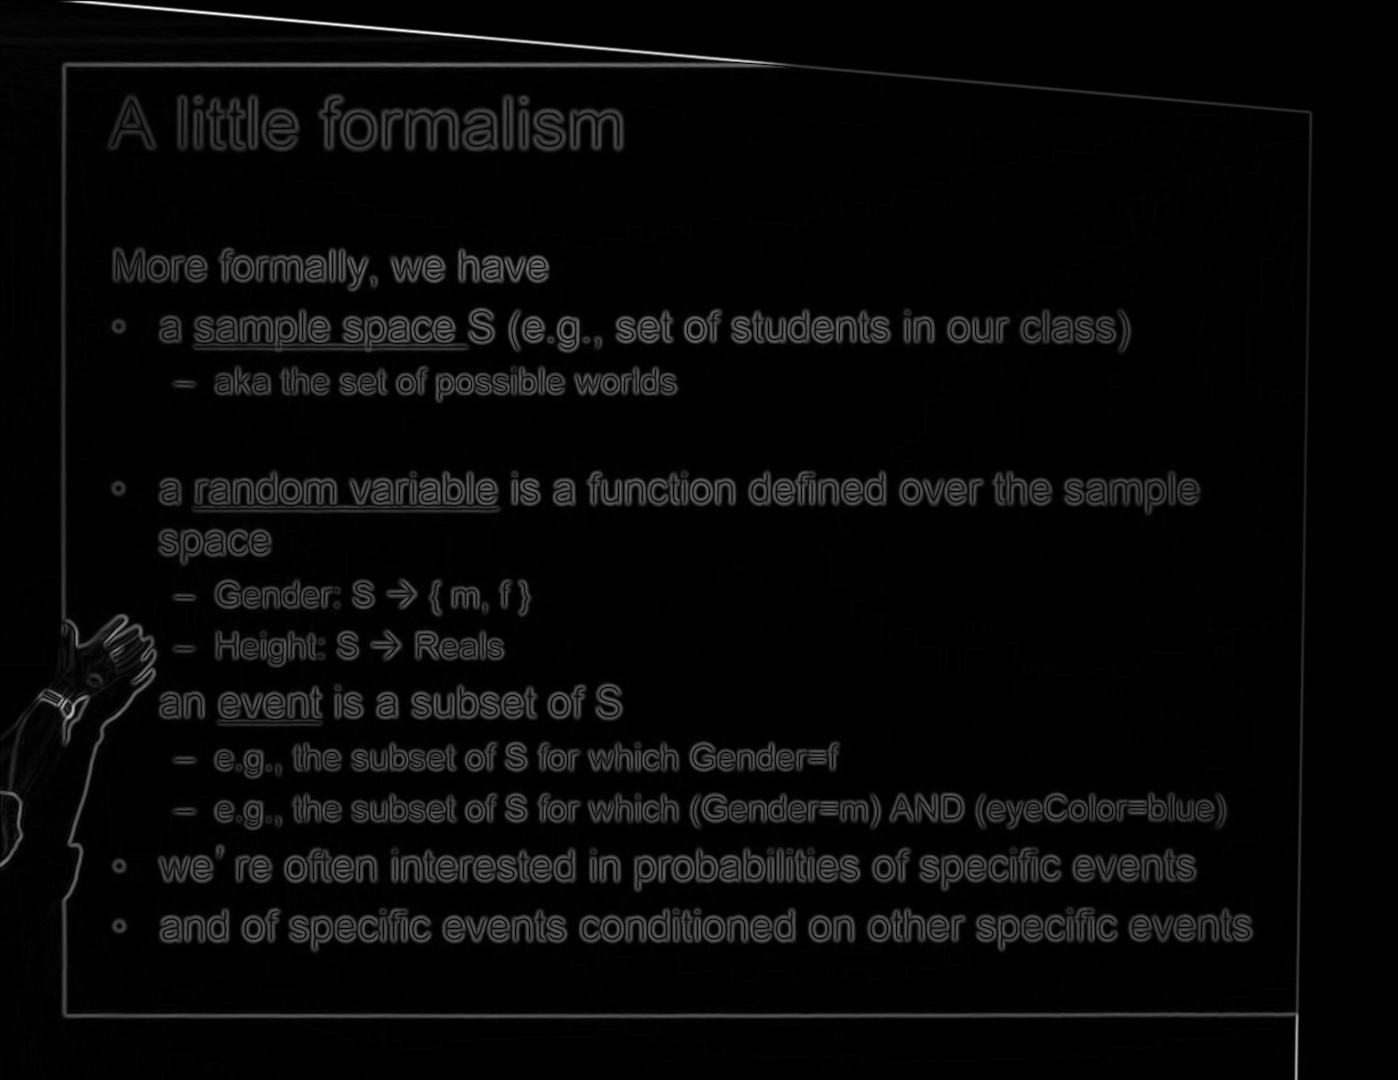 A little formalism
More formally, we have
• a sample space S (e.g., set of students in our class)
– aka the set of possible worlds
• a random variable is a function defined over the sample
space
– Gender: S → { m, f }
– Height: S → Reals
an event is a subset of S
– e.g., the subset of S for which Gender=f
– e.g., the subset of S for which (Gender=m) AND (eyeColor=blue)
• we’ re often interested in probabilities of specific events
• and of specific events conditioned on other specific events